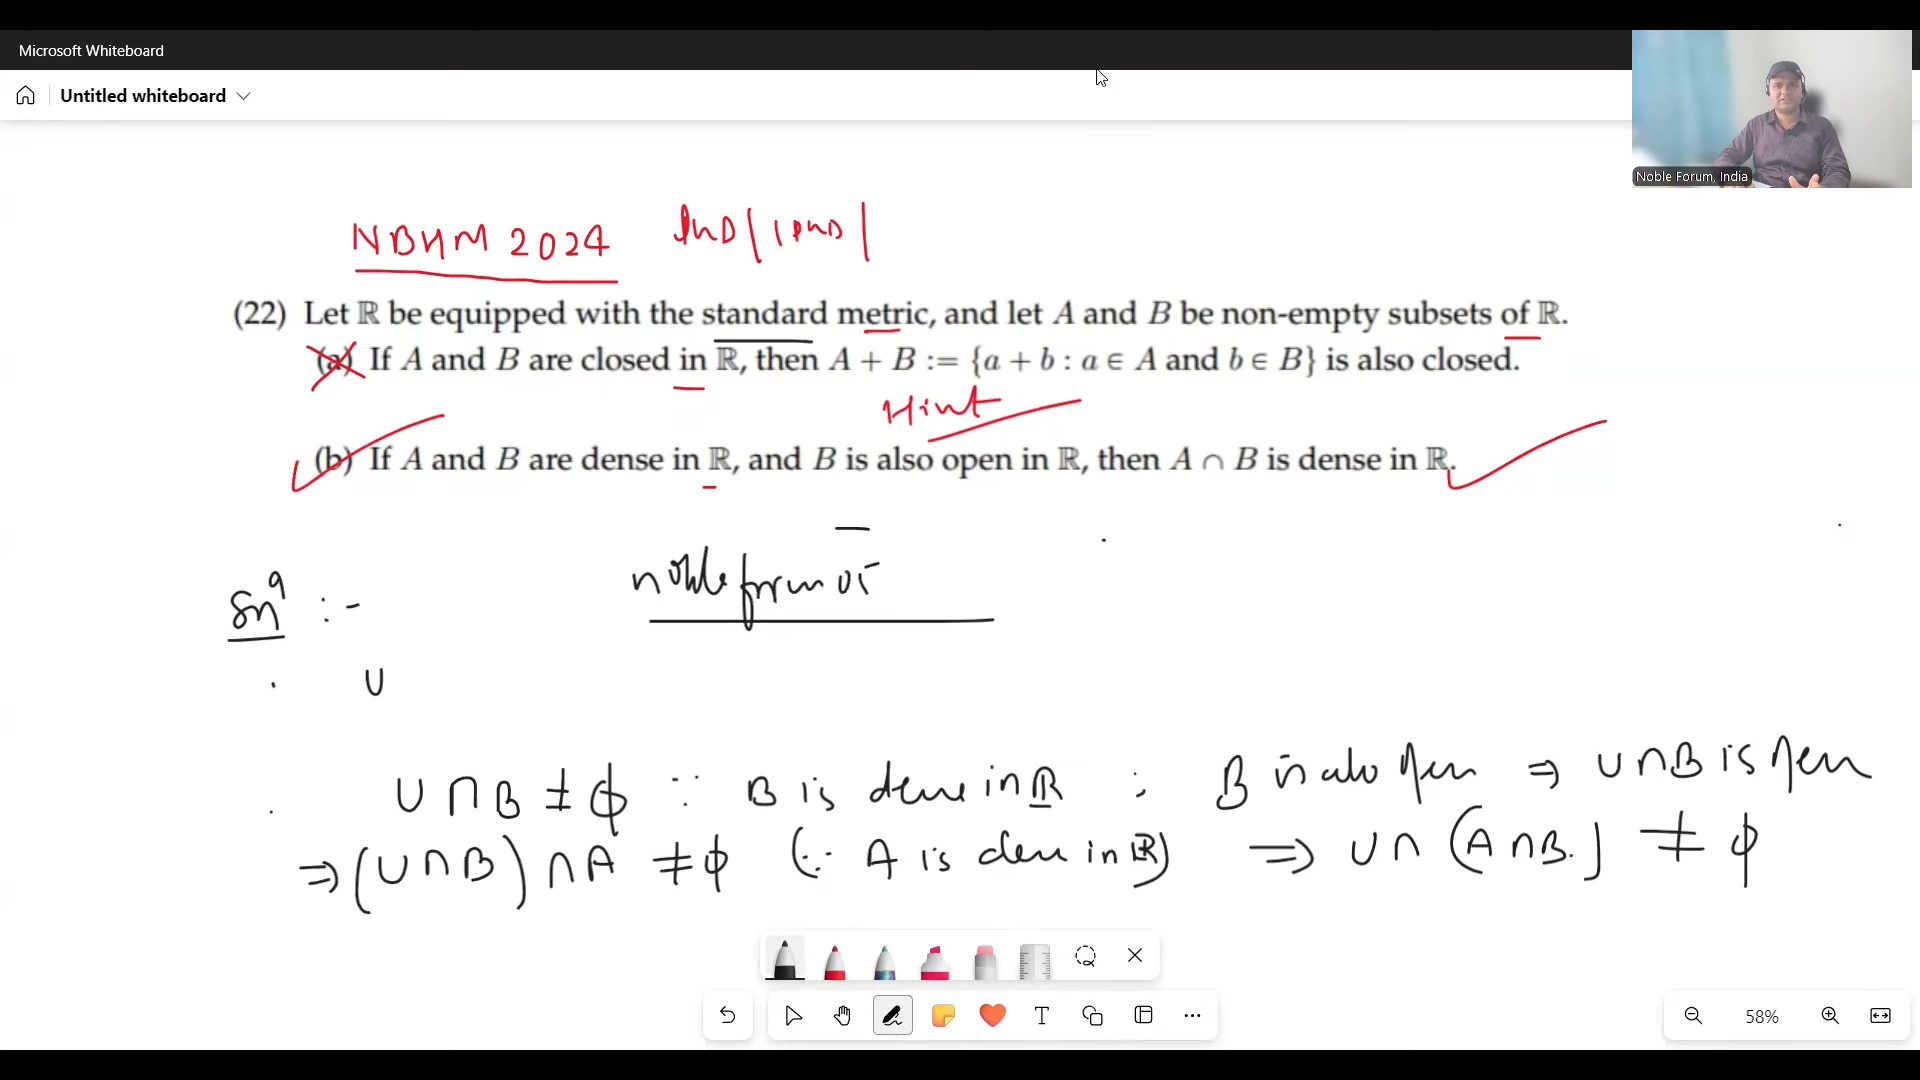 Microsoft Whiteboard
Untitled whiteboard
Noble Forum, India
NBHM 2024 PhD | IPhD |
(22) Let ℝ be equipped with the standard metric, and let A and B be non-empty subsets of ℝ.
(a) If A and B are closed in ℝ, then A + B := {a + b : a ∈ A and b ∈ B} is also closed.
Hint
(b) If A and B are dense in ℝ, and B is also open in ℝ, then A ∩ B is dense in ℝ.
:-
U
U ∩ B ≠ ϕ ∵ B is dense in ℝ ; B is also open ⇒ U ∩ B is open
⇒ (U ∩ B) ∩ A ≠ ϕ (∵ A is dense in ℝ) ⇒ U ∩ (A ∩ B) ≠ ϕ
58%